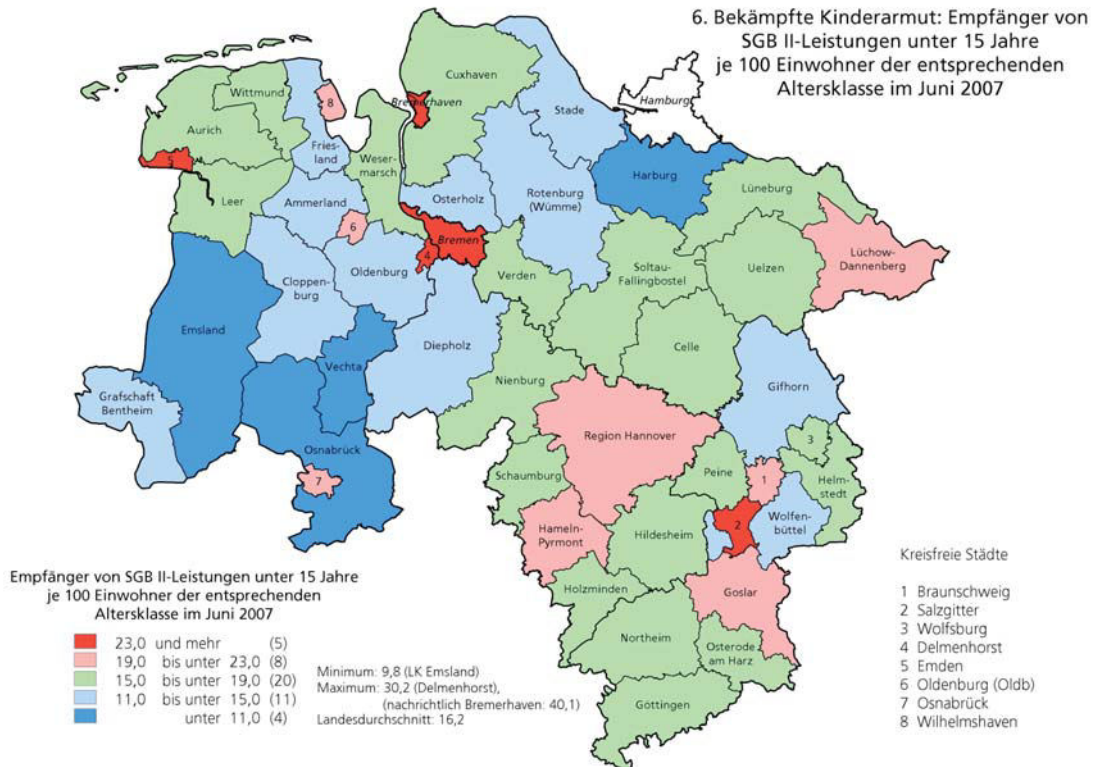 6. Bekämpfte Kinderarmut: Empfänger von
SGB II-Leistungen unter 15 Jahre
je 100 Einwohner der entsprechenden
Altersklasse im Juni 2007
Cuxhaven
Wittmund
8
Bremerhaven
Hamburg
Stade
Aurich
Fries-
land
Weser-
marsch
5
Harburg
Leer
Ammerland
Osterholz
Rotenburg
(Wümme)
Lüneburg
6
Bremen
4
Lüchow-
Dannenberg
Oldenburg
Verden
Soltau-
Fallingbostel
Uelzen
Cloppen-
burg
Emsland
Vechta
Diepholz
Celle
Nienburg
Gifhorn
Grafschaft
Bentheim
Region Hannover
3
Osnabrück
Schaumburg
Peine
1
Helm-
stedt
7
2
Wolfen-
büttel
Hameln-
Pyrmont
Hildesheim
Holzminden
Goslar
Northeim
Osterode
am Harz
Göttingen
Empfänger von SGB II-Leistungen unter 15 Jahre
je 100 Einwohner der entsprechenden
Altersklasse im Juni 2007
23,0 und mehr (5)
19,0 bis unter 23,0 (8)
15,0 bis unter 19,0 (20)
11,0 bis unter 15,0 (11)
unter 11,0 (4)
Minimum: 9,8 (LK Emsland)
Maximum: 30,2 (Delmenhorst),
(nachrichtlich Bremerhaven: 40,1)
Landesdurchschnitt: 16,2
Kreisfreie Städte
1 Braunschweig
2 Salzgitter
3 Wolfsburg
4 Delmenhorst
5 Emden
6 Oldenburg (Oldb)
7 Osnabrück
8 Wilhelmshaven